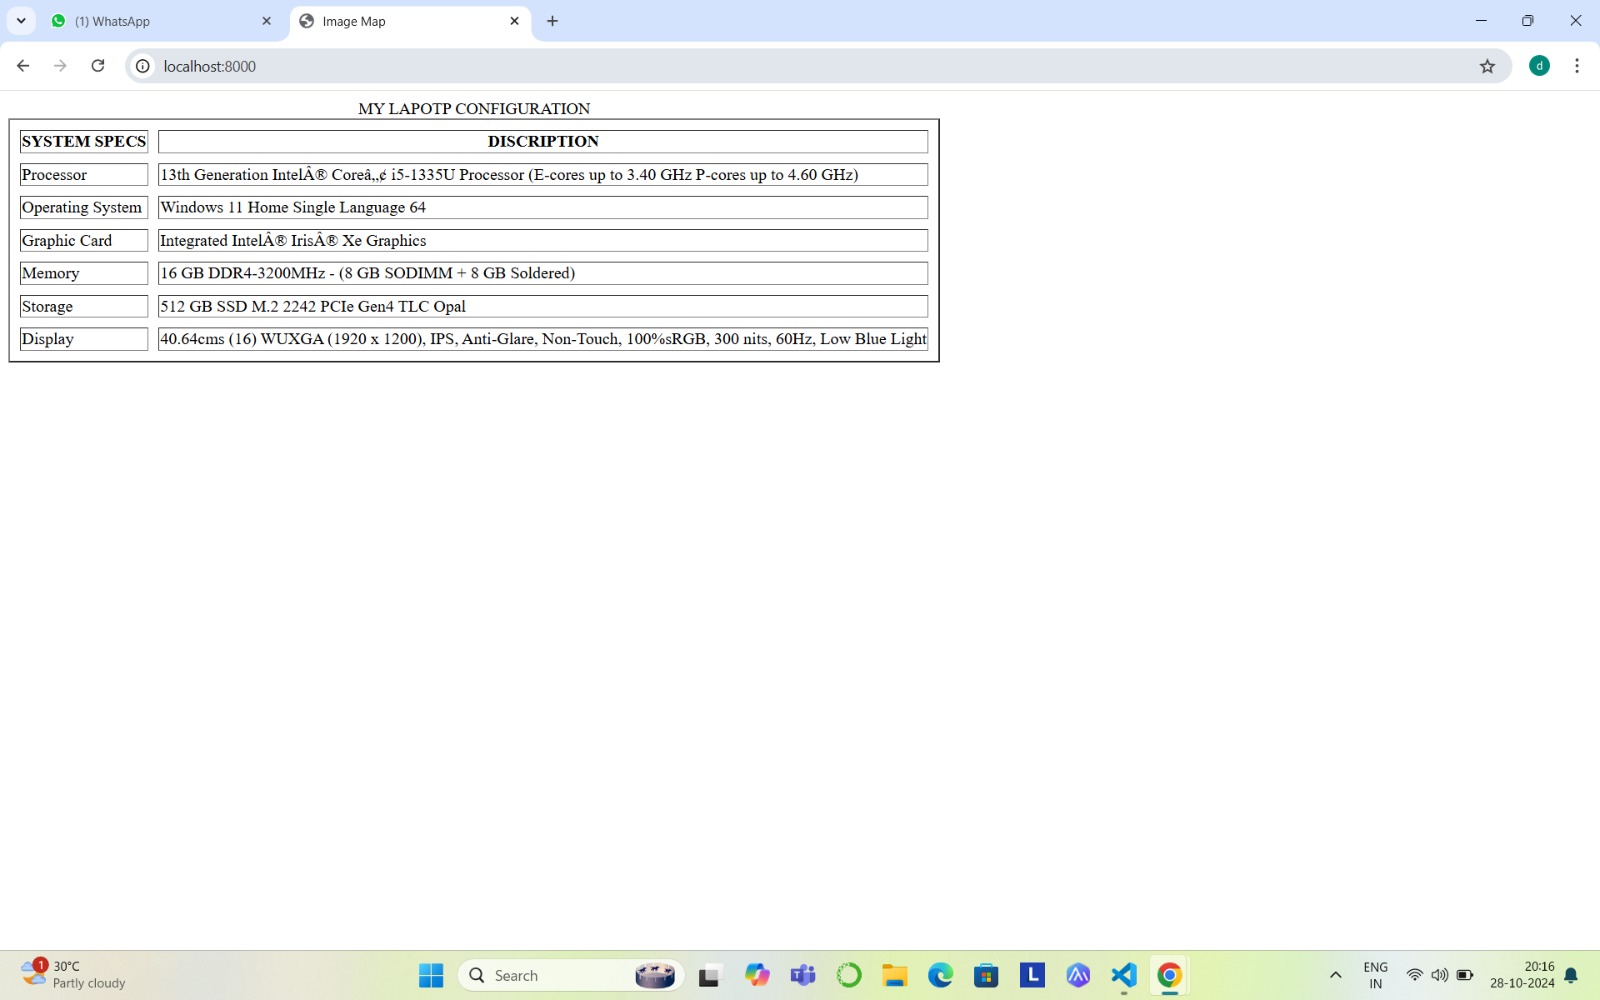 (1) WhatsApp
Image Map
localhost:8000
d
MY LAPOTP CONFIGURATION
SYSTEM SPECS DISCRIPTION
Processor 13th Generation IntelÂ® Coreâ„¢ i5-1335U Processor (E-cores up to 3.40 GHz P-cores up to 4.60 GHz)
Operating System Windows 11 Home Single Language 64
Graphic Card Integrated IntelÂ® IrisÂ® Xe Graphics
Memory 16 GB DDR4-3200MHz - (8 GB SODIMM + 8 GB Soldered)
Storage 512 GB SSD M.2 2242 PCIe Gen4 TLC Opal
Display 40.64cms (16) WUXGA (1920 x 1200), IPS, Anti-Glare, Non-Touch, 100%sRGB, 300 nits, 60Hz, Low Blue Light
1
30°C
Partly cloudy
Search
L
ENG
IN
20:16
28-10-2024